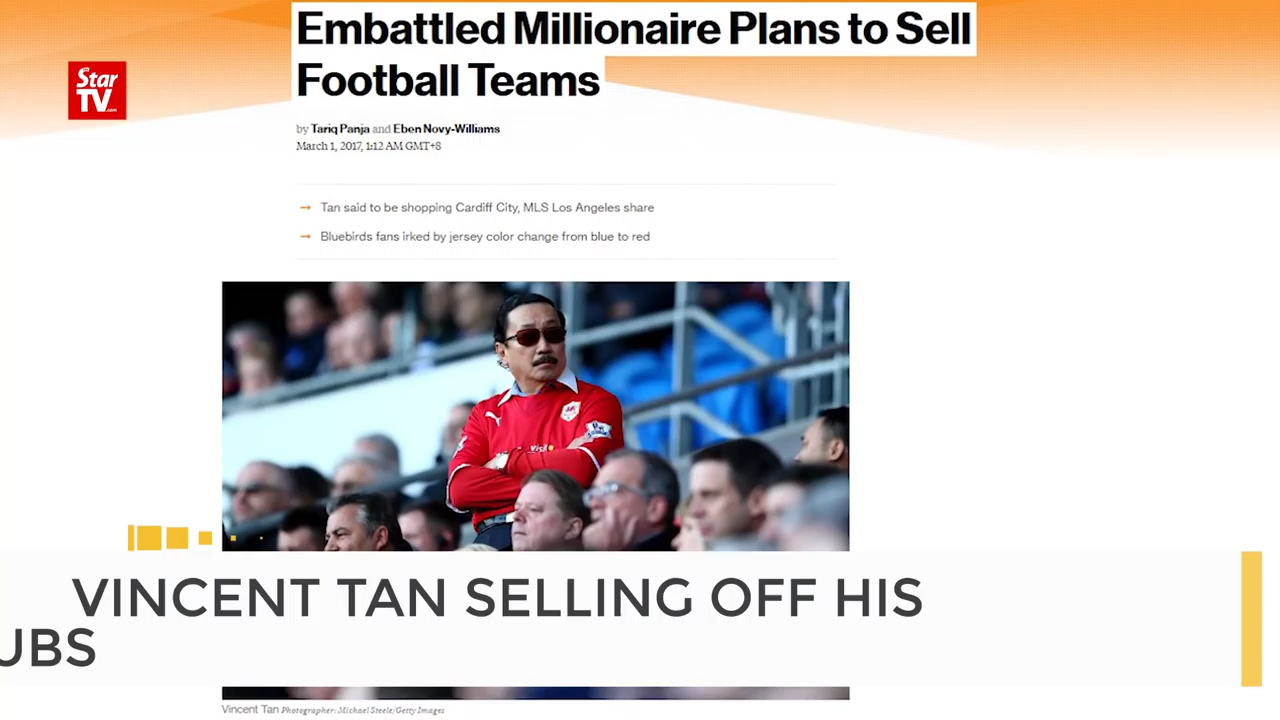 Embattled Millionaire Plans to Sell
Football Teams
Star
TV.com
by Tariq Panja and Eben Novy-Williams
March 1, 2017, 1:12 AM GMT+8
→ Tan said to be shopping Cardiff City, MLS Los Angeles share
→ Bluebirds fans irked by jersey color change from blue to red
VINCENT TAN SELLING OFF HIS
UBS
Vincent Tan Photographer: Michael Steele/Getty Images